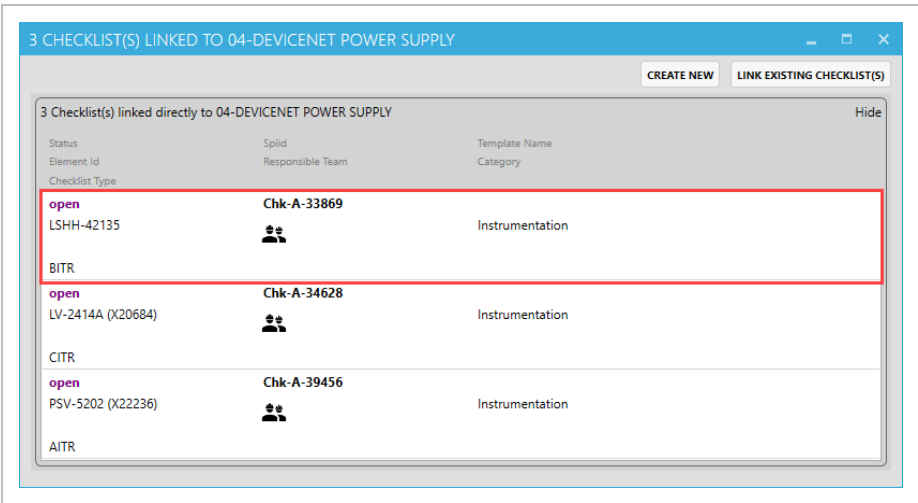 3 CHECKLIST(S) LINKED TO 04-DEVICENET POWER SUPPLY
CREATE NEW LINK EXISTING CHECKLIST(S)
3 Checklist(s) linked directly to 04-DEVICENET POWER SUPPLY Hide
Status Spiid Template Name
Element Id Responsible Team Category
Checklist Type
open Chk-A-33869
LSHH-42135 Instrumentation
BITR
open Chk-A-34628
LV-2414A (X20684) Instrumentation
CITR
open Chk-A-39456
PSV-5202 (X22236) Instrumentation
AITR